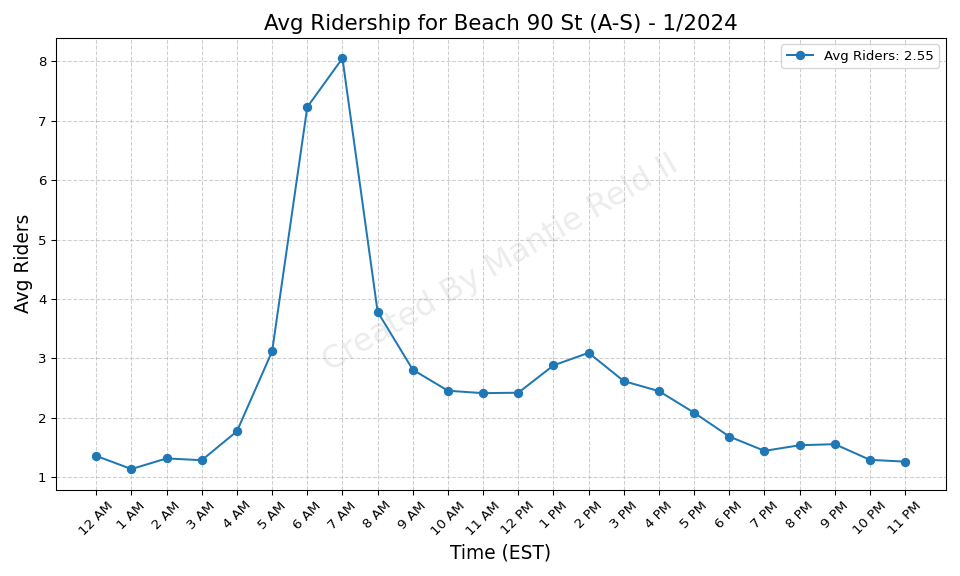 Avg Ridership for Beach 90 St (A-S) - 1/2024
Avg Riders: 2.55
Avg Riders
8
7
6
5
4
3
2
1
Created By Mantie Reid II
12 AM
1 AM
2 AM
3 AM
4 AM
5 AM
6 AM
7 AM
8 AM
9 AM
10 AM
11 AM
12 PM
1 PM
2 PM
3 PM
4 PM
5 PM
6 PM
7 PM
8 PM
9 PM
10 PM
11 PM
Time (EST)